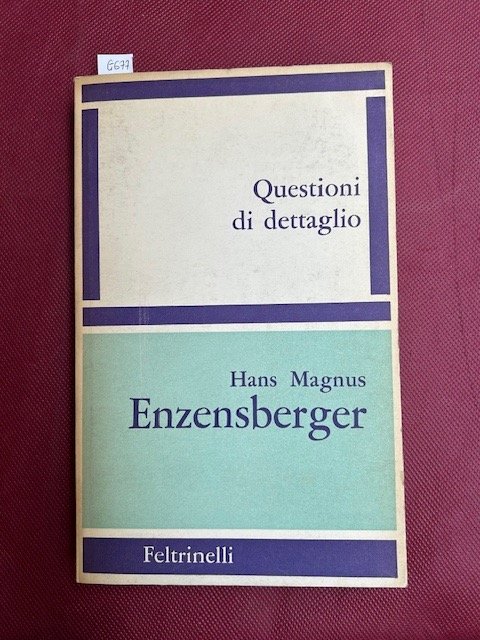 G677
Questioni
di dettaglio
Hans Magnus
Enzensberger
Feltrinelli